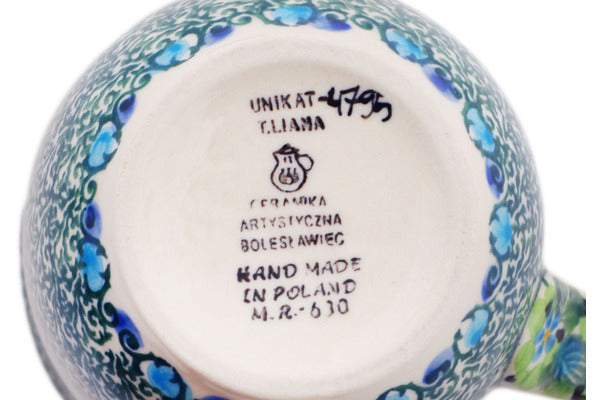 UNIKAT-4795
T.LIANA
CERAMIKA
ARTYSTYCZNA
BOLESŁAWIEC
HAND MADE
IN POLAND
M.R.-630